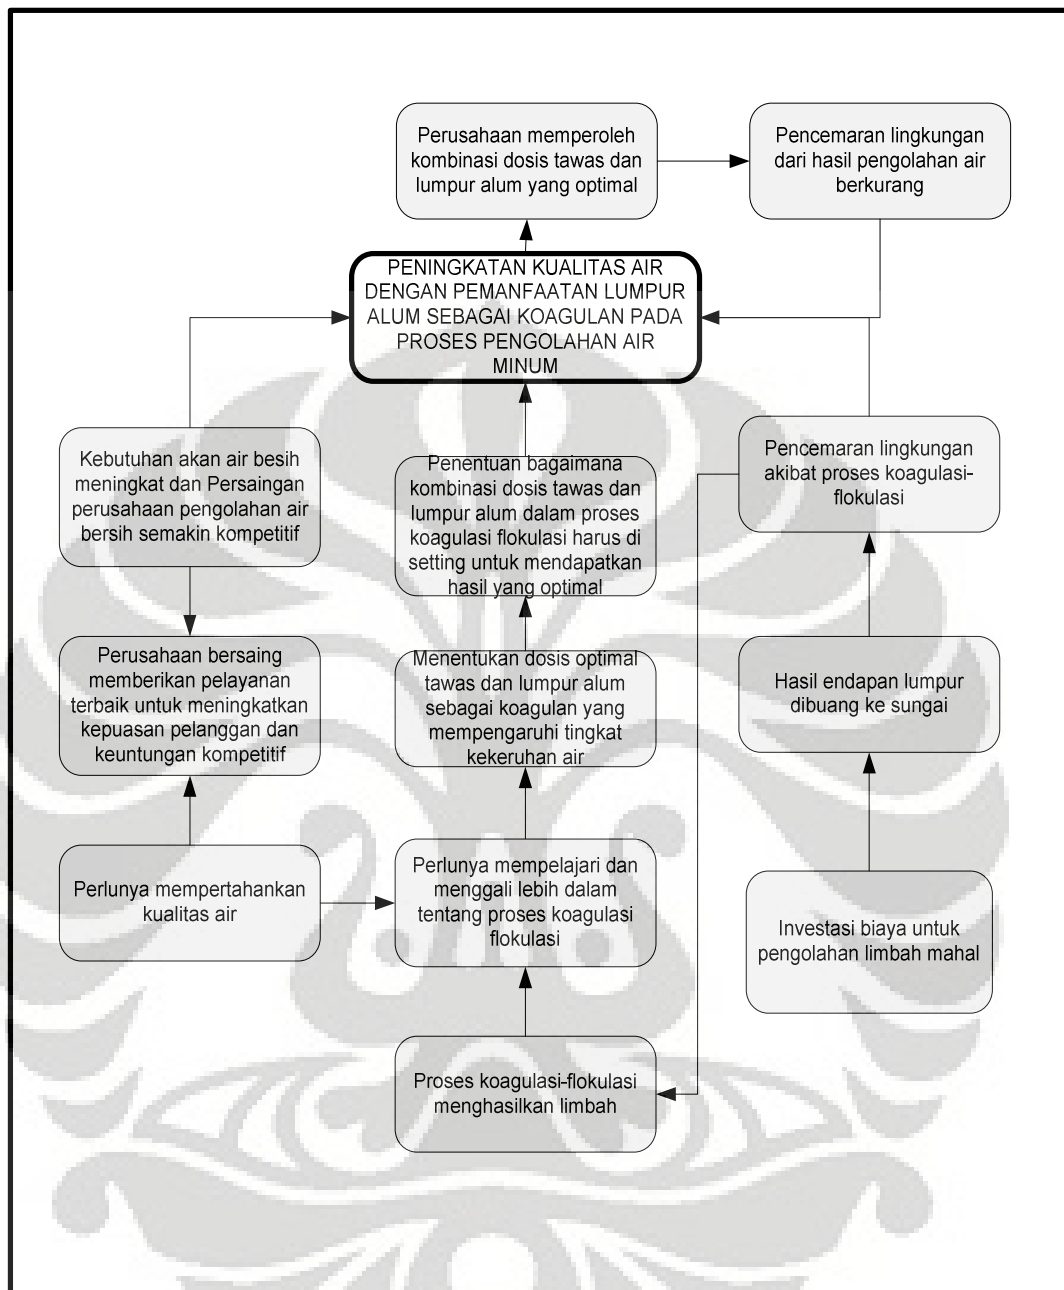 Perusahaan memperoleh
kombinasi dosis tawas dan
lumpur alum yang optimal
Pencemaran lingkungan
dari hasil pengolahan air
berkurang
PENINGKATAN KUALITAS AIR
DENGAN PEMANFAATAN LUMPUR
ALUM SEBAGAI KOAGULAN PADA
PROSES PENGOLAHAN AIR
MINUM
Kebutuhan akan air besih
meningkat dan Persaingan
perusahaan pengolahan air
bersih semakin kompetitif
Penentuan bagaimana
kombinasi dosis tawas dan
lumpur alum dalam proses
koagulasi flokulasi harus di
setting untuk mendapatkan
hasil yang optimal
Pencemaran lingkungan
akibat proses koagulasi-
flokulasi
Perusahaan bersaing
memberikan pelayanan
terbaik untuk meningkatkan
kepuasan pelanggan dan
keuntungan kompetitif
Menentukan dosis optimal
tawas dan lumpur alum
sebagai koagulan yang
mempengaruhi tingkat
kekeruhan air
Hasil endapan lumpur
dibuang ke sungai
Perlunya mempertahankan
kualitas air
Perlunya mempelajari dan
menggali lebih dalam
tentang proses koagulasi
flokulasi
Investasi biaya untuk
pengolahan limbah mahal
Proses koagulasi-flokulasi
menghasilkan limbah